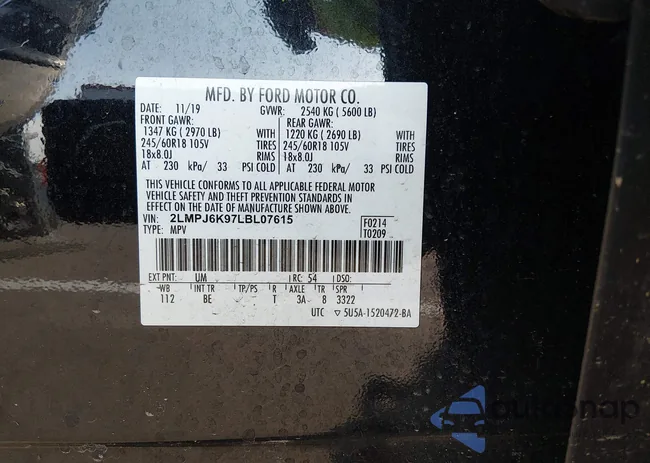 MFD. BY FORD MOTOR CO.
DATE: 11/19 GVWR: 2540 KG ( 5600 LB)
FRONT GAWR: REAR GAWR:
1347 KG ( 2970 LB) WITH 1220 KG ( 2690 LB) WITH
245/60R18 105V TIRES 245/60R18 105V TIRES
18x8.0J RIMS 18x8.0J RIMS
AT 230 kPa/ 33 PSI COLD AT 230 kPa/ 33 PSI COLD
THIS VEHICLE CONFORMS TO ALL APPLICABLE FEDERAL MOTOR
VEHICLE SAFETY AND THEFT PREVENTION STANDARDS IN
EFFECT ON THE DATE OF MANUFACTURE SHOWN ABOVE.
VIN: 2LMPJ6K97LBL07615 F0214
TYPE: MPV T0209
EXT PNT: UM RC: 54 DSO:
WB INT TR TP/PS R AXLE TR SPR
112 BE T 3A 8 3322
UTC ▽ 5U5A-1520472-BA
autosnap